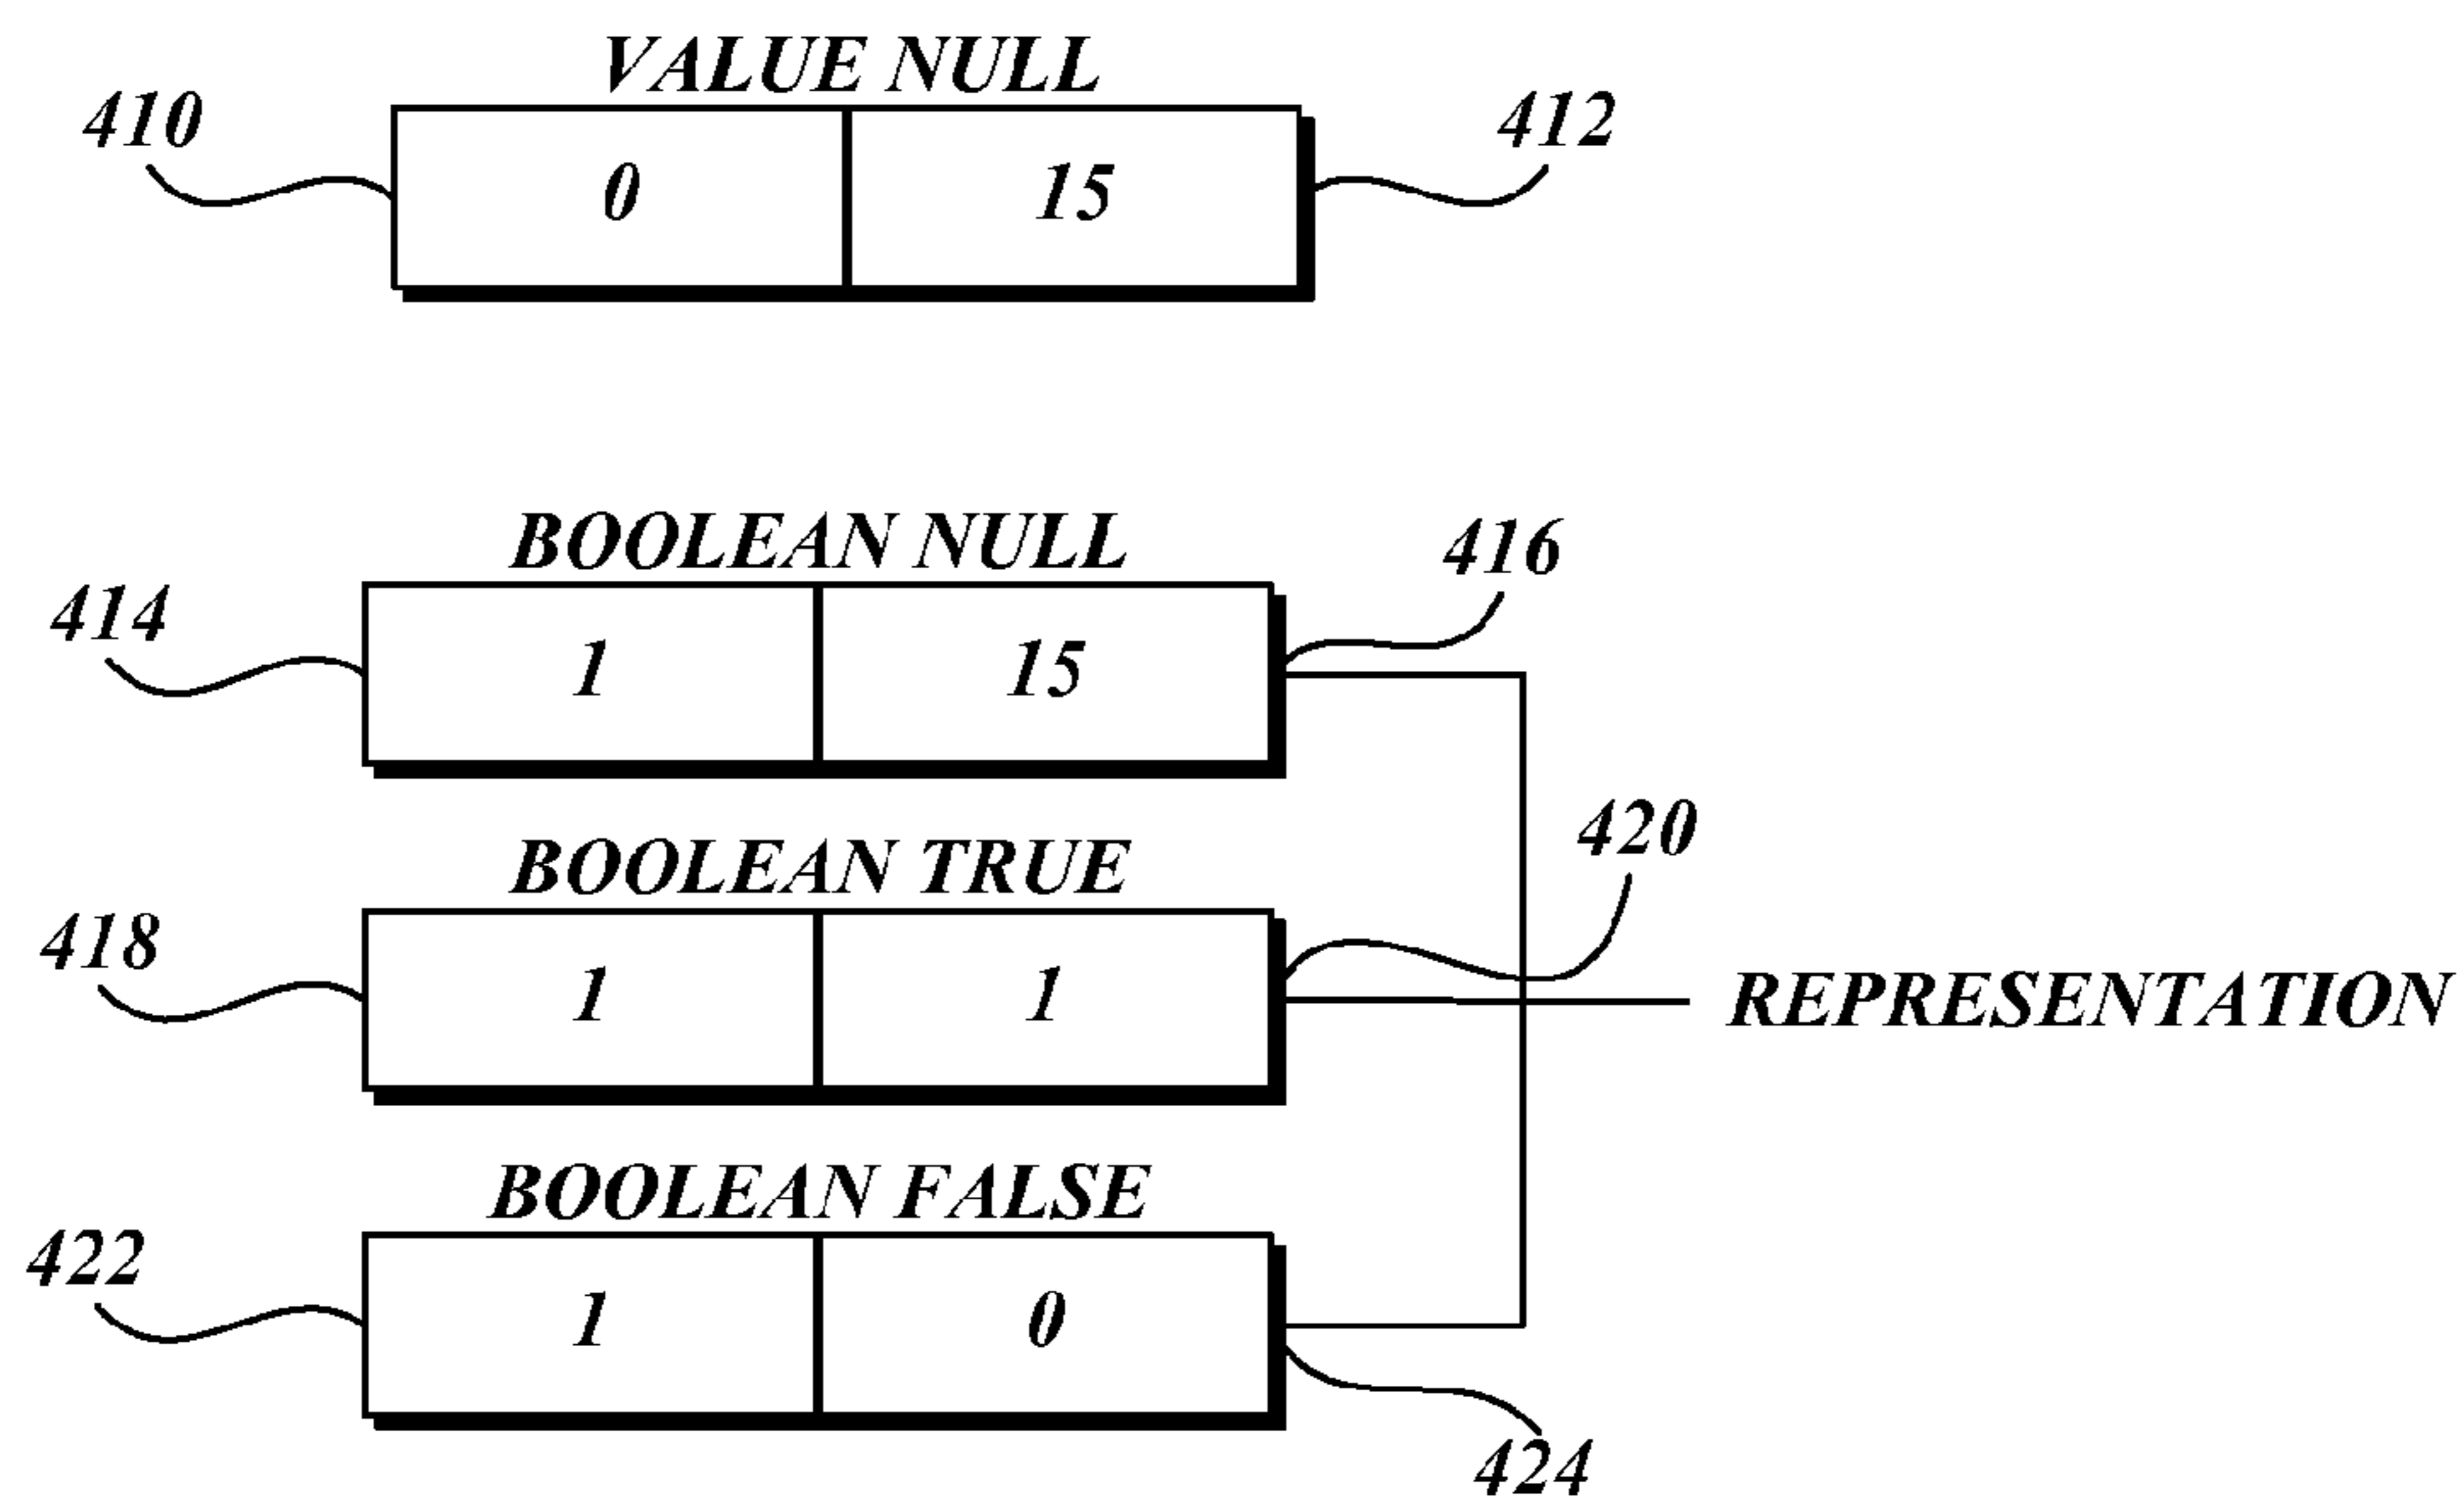 VALUE NULL
410
412
0 15
BOOLEAN NULL
416
414
1 15
420
BOOLEAN TRUE
418
1 1
REPRESENTATION
BOOLEAN FALSE
422
1 0
424